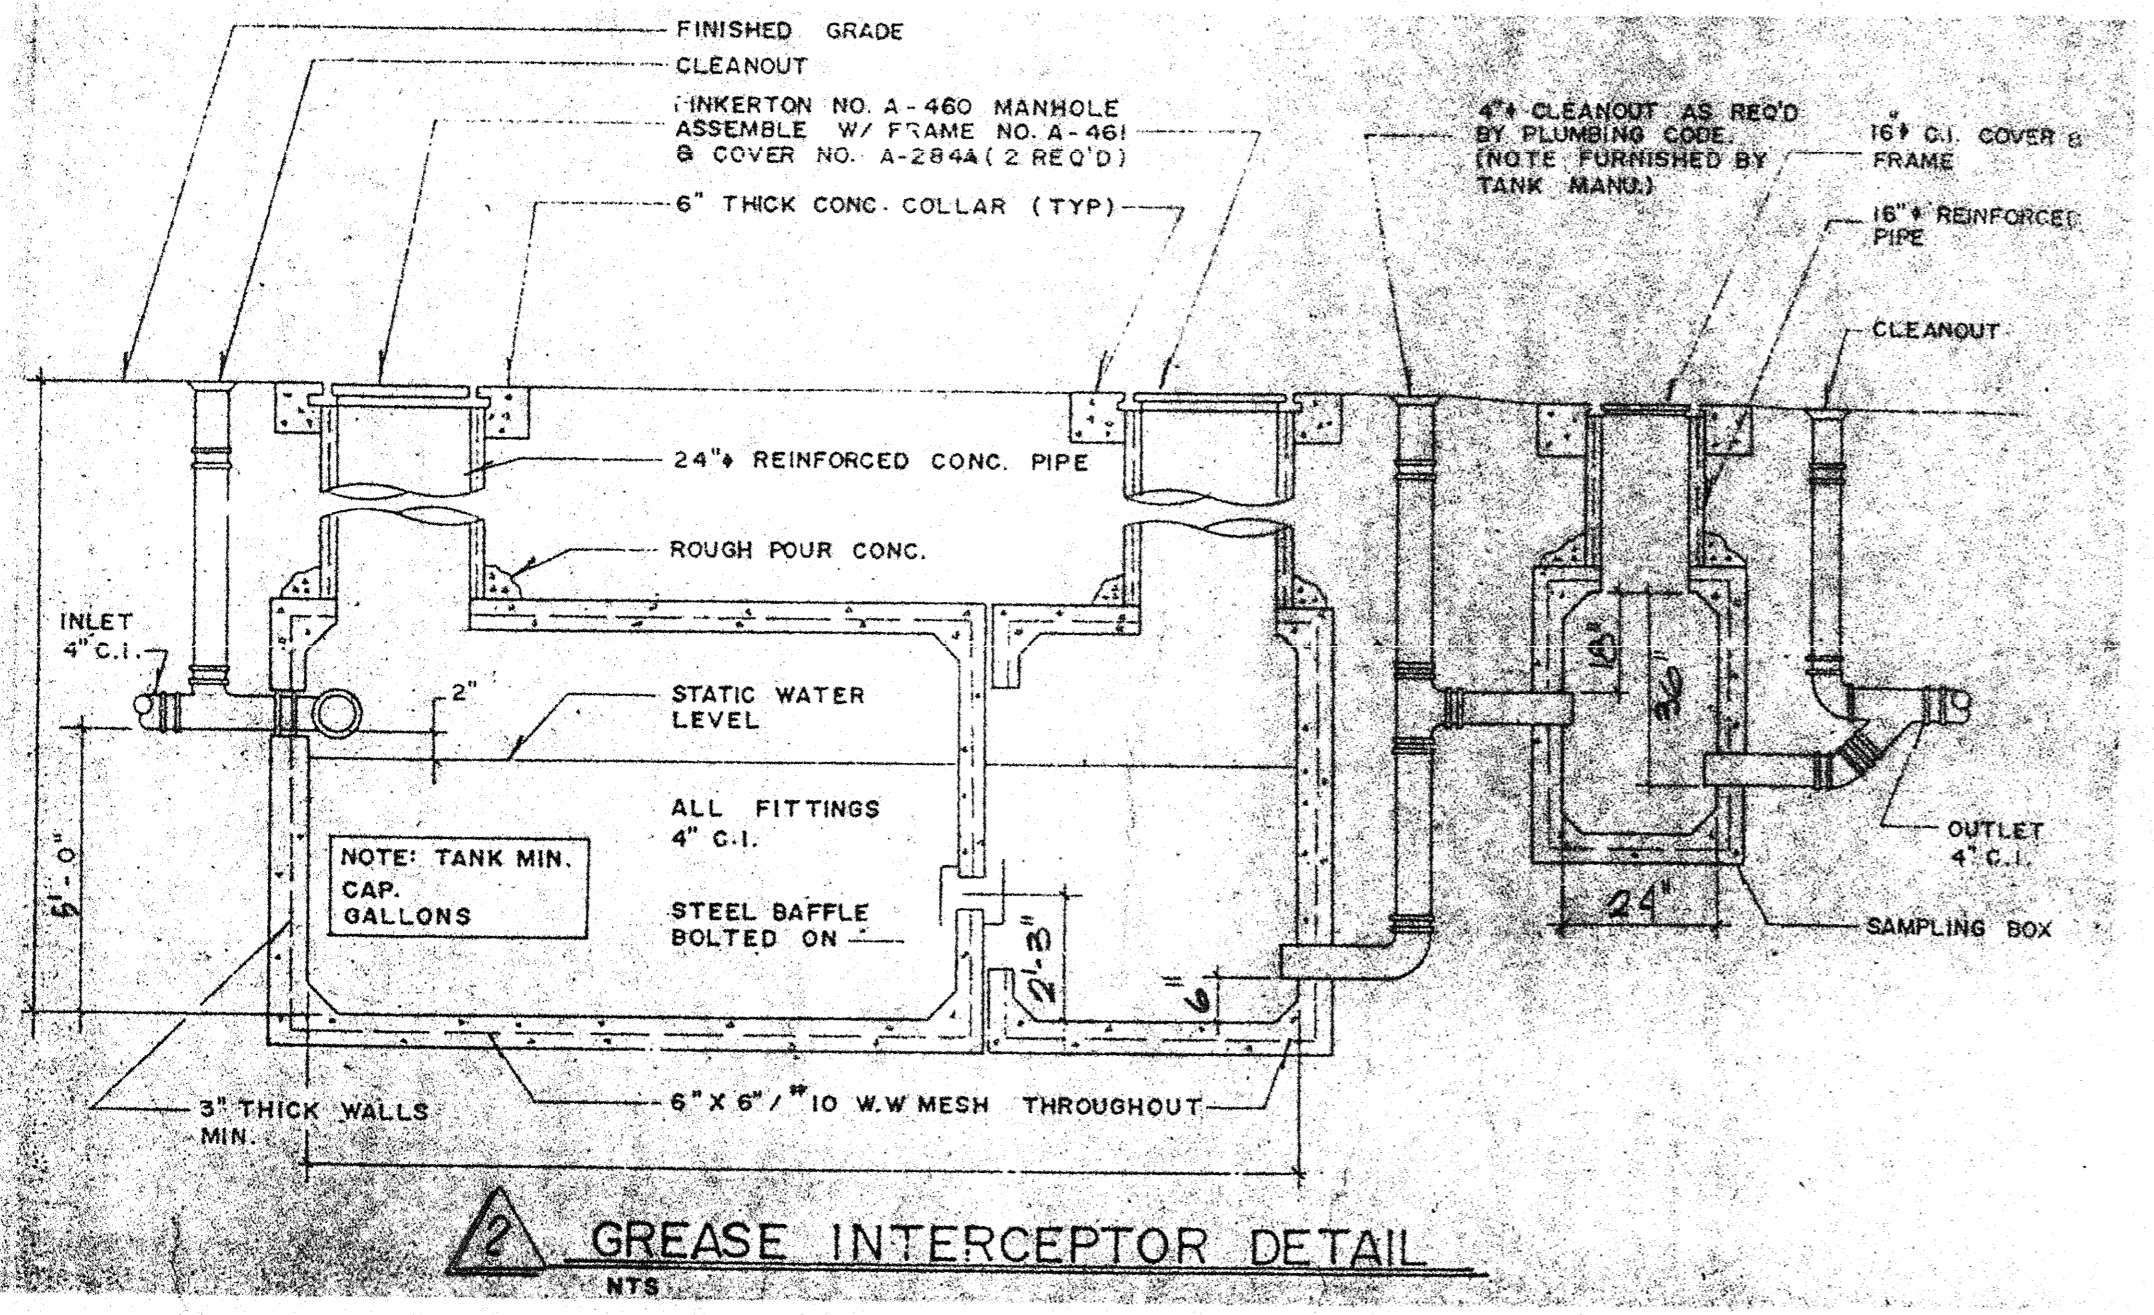 FINISHED GRADE
CLEANOUT
PINKERTON NO. A-460 MANHOLE
ASSEMBLE W/ FRAME NO. A-461
& COVER NO. A-284A (2 REQ'D)
6" THICK CONC. COLLAR (TYP)
4"⌀ CLEANOUT AS REQ'D
BY PLUMBING CODE.
(NOTE FURNISHED BY
TANK MANU.)
16"⌀ C.I. COVER &
FRAME
16"⌀ REINFORCED
PIPE
CLEANOUT
24"⌀ REINFORCED CONC. PIPE
ROUGH POUR CONC.
INLET
4" C.I.
2"
STATIC WATER
LEVEL
18"
36"
ALL FITTINGS
4" C.I.
OUTLET
4" C.I.
NOTE: TANK MIN.
CAP.
GALLONS
STEEL BAFFLE
BOLTED ON
24"
SAMPLING BOX
2'-3"
6"
3" THICK WALLS
MIN.
6" X 6" / #10 W.W MESH THROUGHOUT
2
GREASE INTERCEPTOR DETAIL
NTS